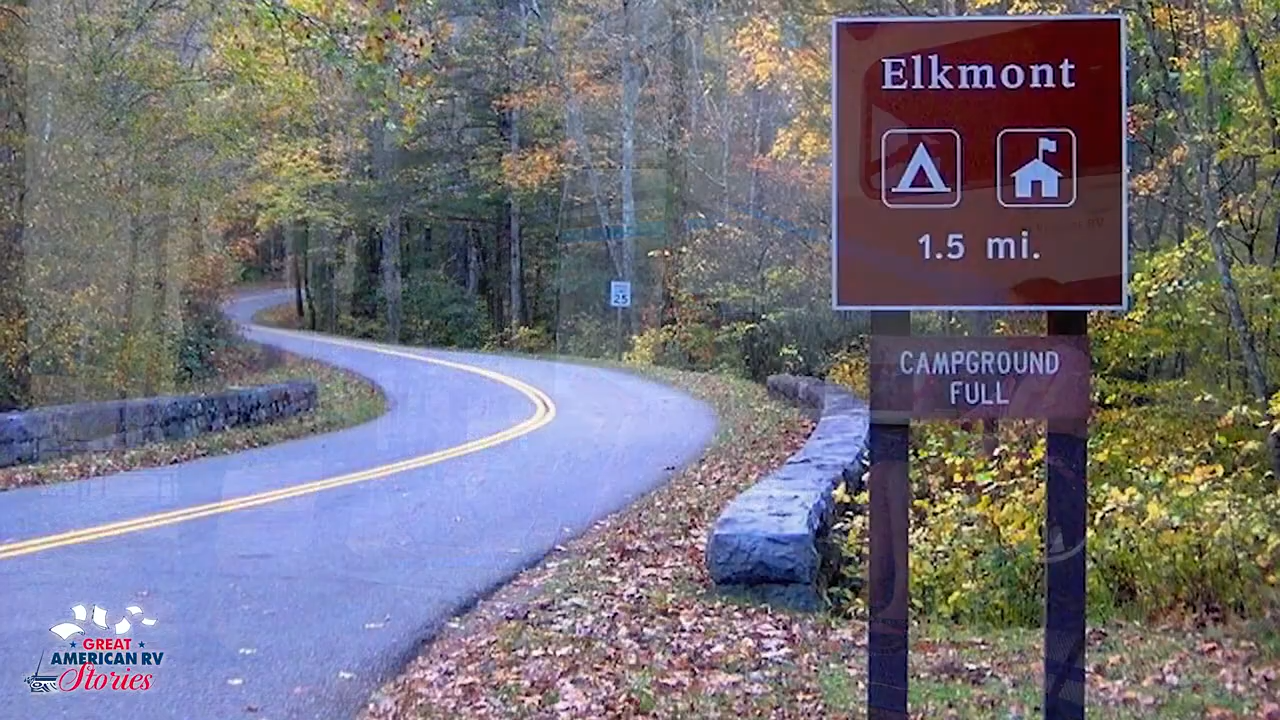 Elkmont
1.5 mi.
CAMPGROUND
FULL
25
GREAT
AMERICAN RV
Stories